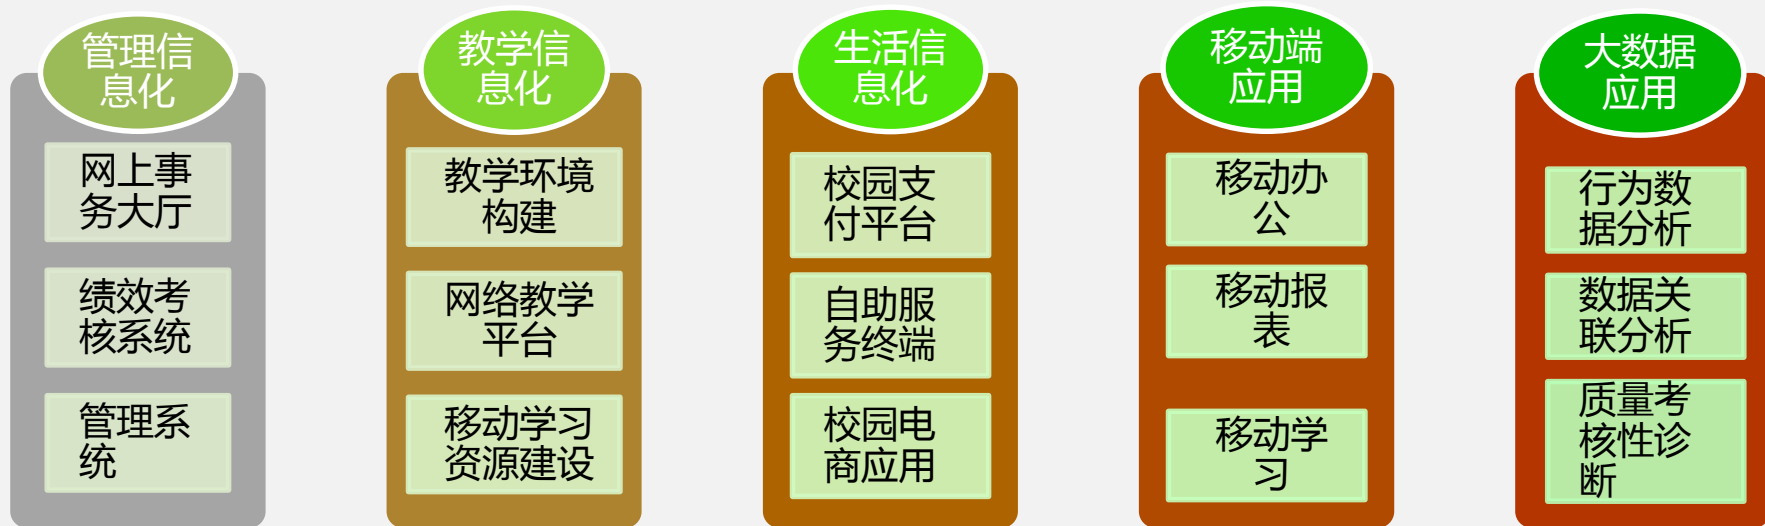 管理信
息化
网上事
务大厅
绩效考
核系统
管理系
统
教学信
息化
教学环境
构建
网络教学
平台
移动学习
资源建设
生活信
息化
校园支
付平台
自助服
务终端
校园电
商应用
移动端
应用
移动办
公
移动报
表
移动学
习
大数据
应用
行为数
据分析
数据关
联分析
质量考
核性诊
断